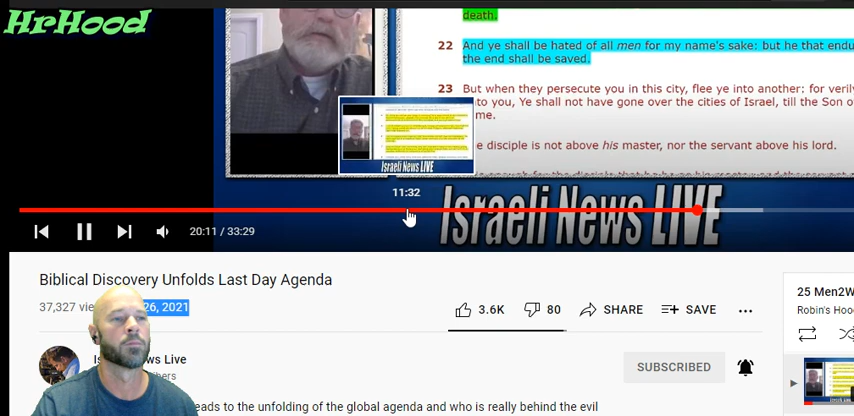 HrHood
death.
22 And ye shall be hated of all men for my name's sake: but he that endu
the end shall be saved.
23 But when they persecute you in this city, flee ye into another: for veril
to you, Ye shall not have gone over the cities of Israel, till the Son o
me.
e disciple is not above his master, nor the servant above his lord.
Israeli News LIVE
11:32
Israeli News LIVE
20:11 / 33:29
Biblical Discovery Unfolds Last Day Agenda
37,327 vie 26, 2021
3.6K 80 SHARE SAVE
25 Men2W
Robin's Hoo
Is ws Live
bers
SUBSCRIBED
eads to the unfolding of the global agenda and who is really behind the evil